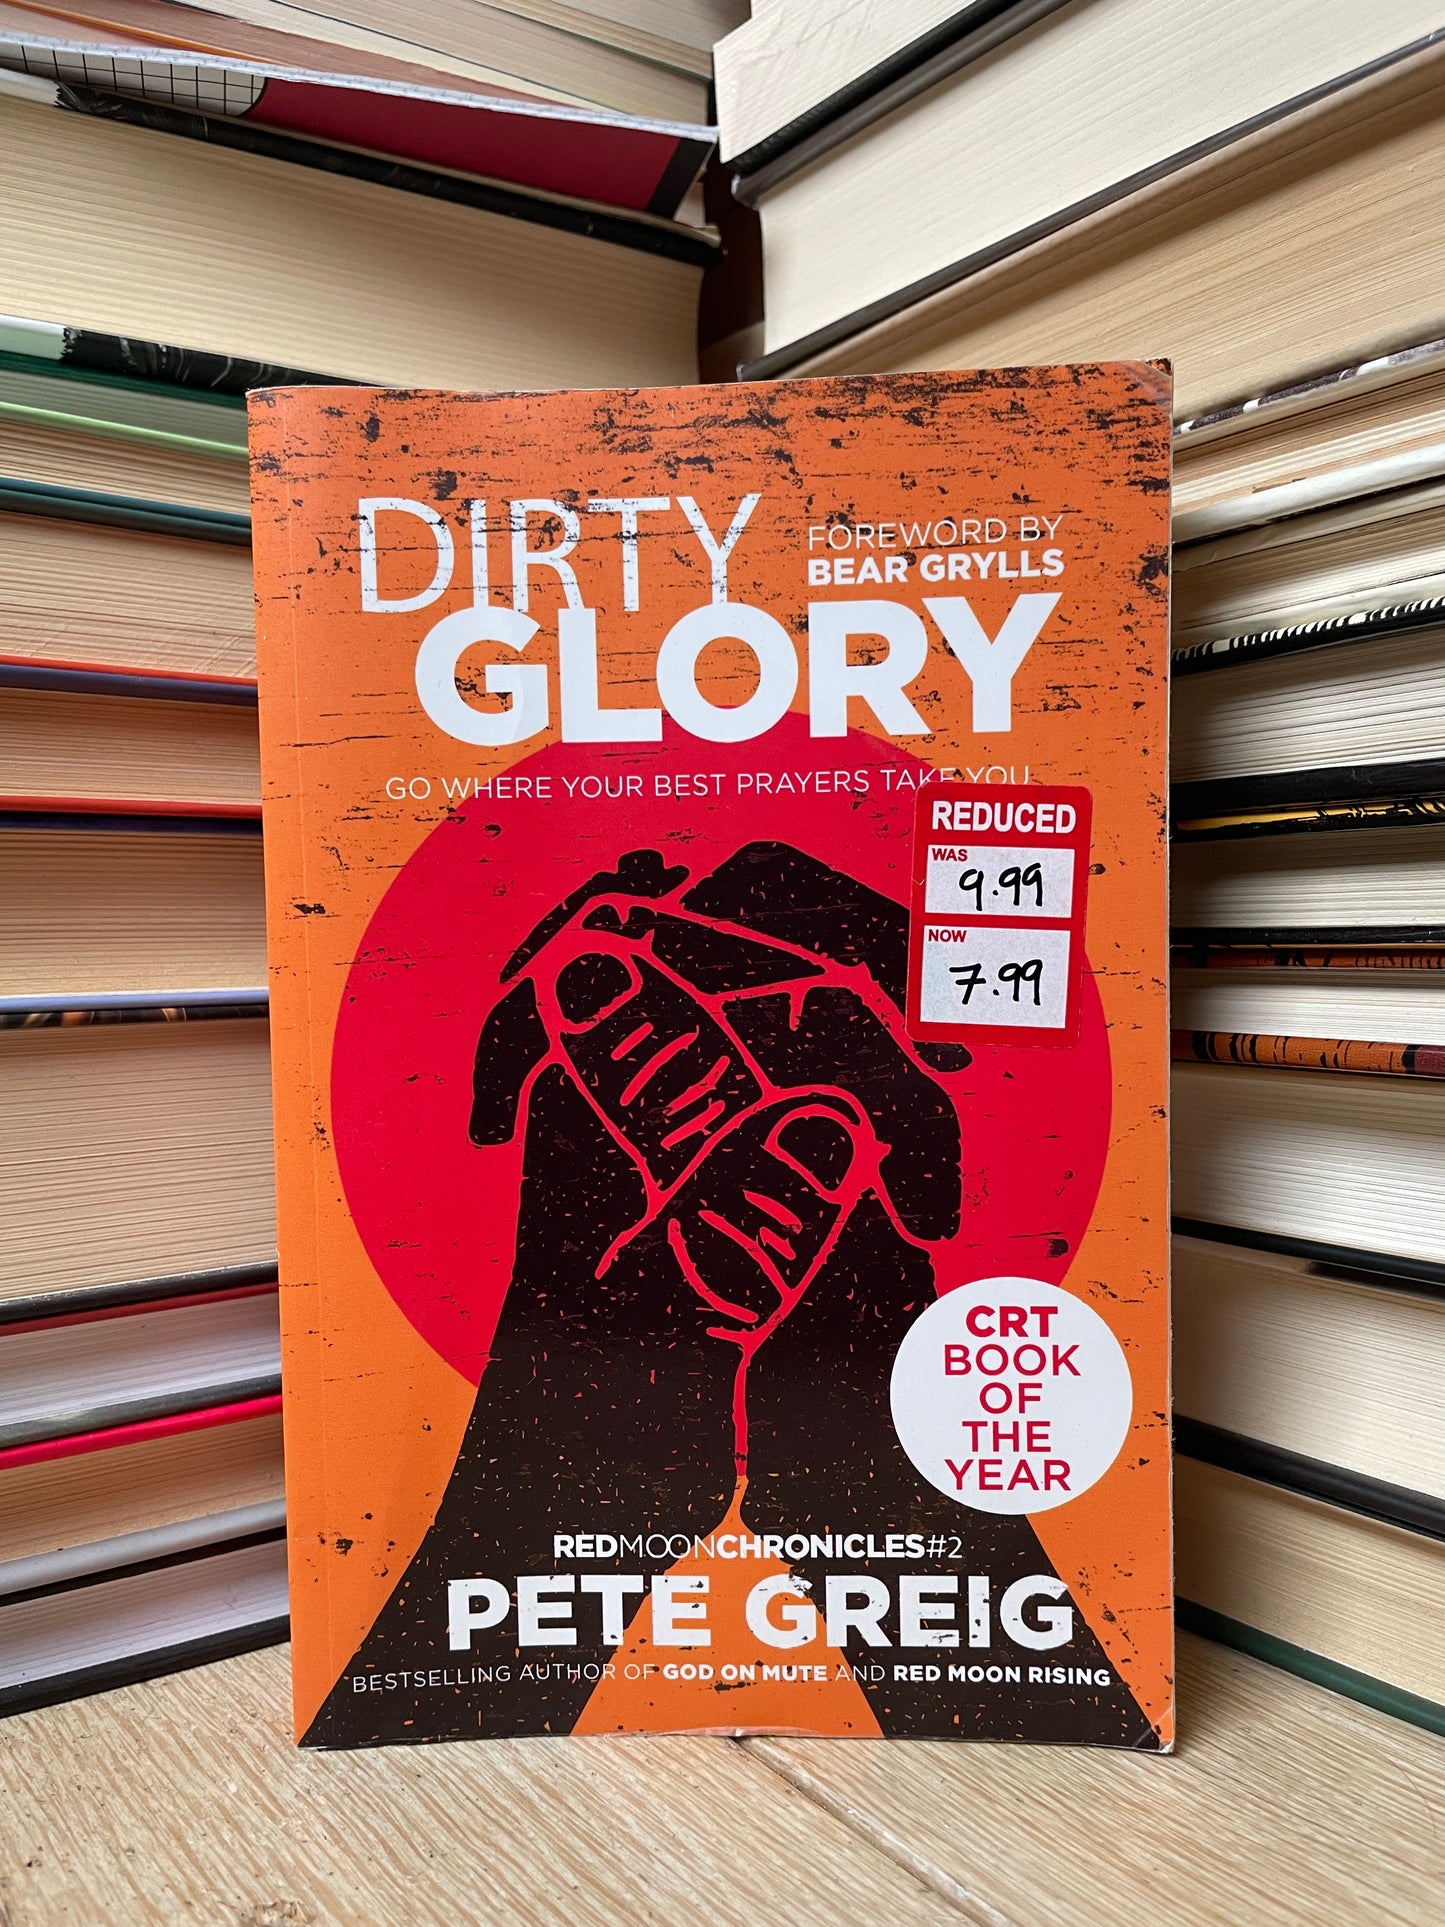 DIRTY
FOREWORD BY
BEAR GRYLLS
GLORY
GO WHERE YOUR BEST PRAYERS TAKE YOU
REDUCED
WAS
9.99
NOW
7.99
CRT
BOOK
OF
THE
YEAR
REDMOONCHRONICLES#2
PETE GREIG
BESTSELLING AUTHOR OF GOD ON MUTE AND RED MOON RISING